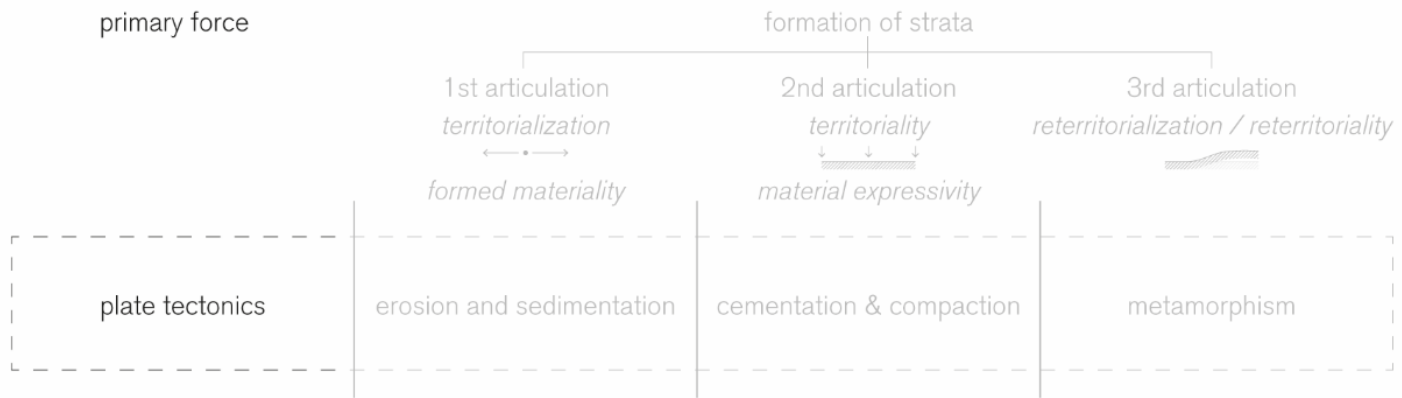 primary force
formation of strata
1st articulation
territorialization
formed materiality
2nd articulation
territoriality
material expressivity
3rd articulation
reterritorialization / reterritoriality
plate tectonics
erosion and sedimentation
cementation & compaction
metamorphism